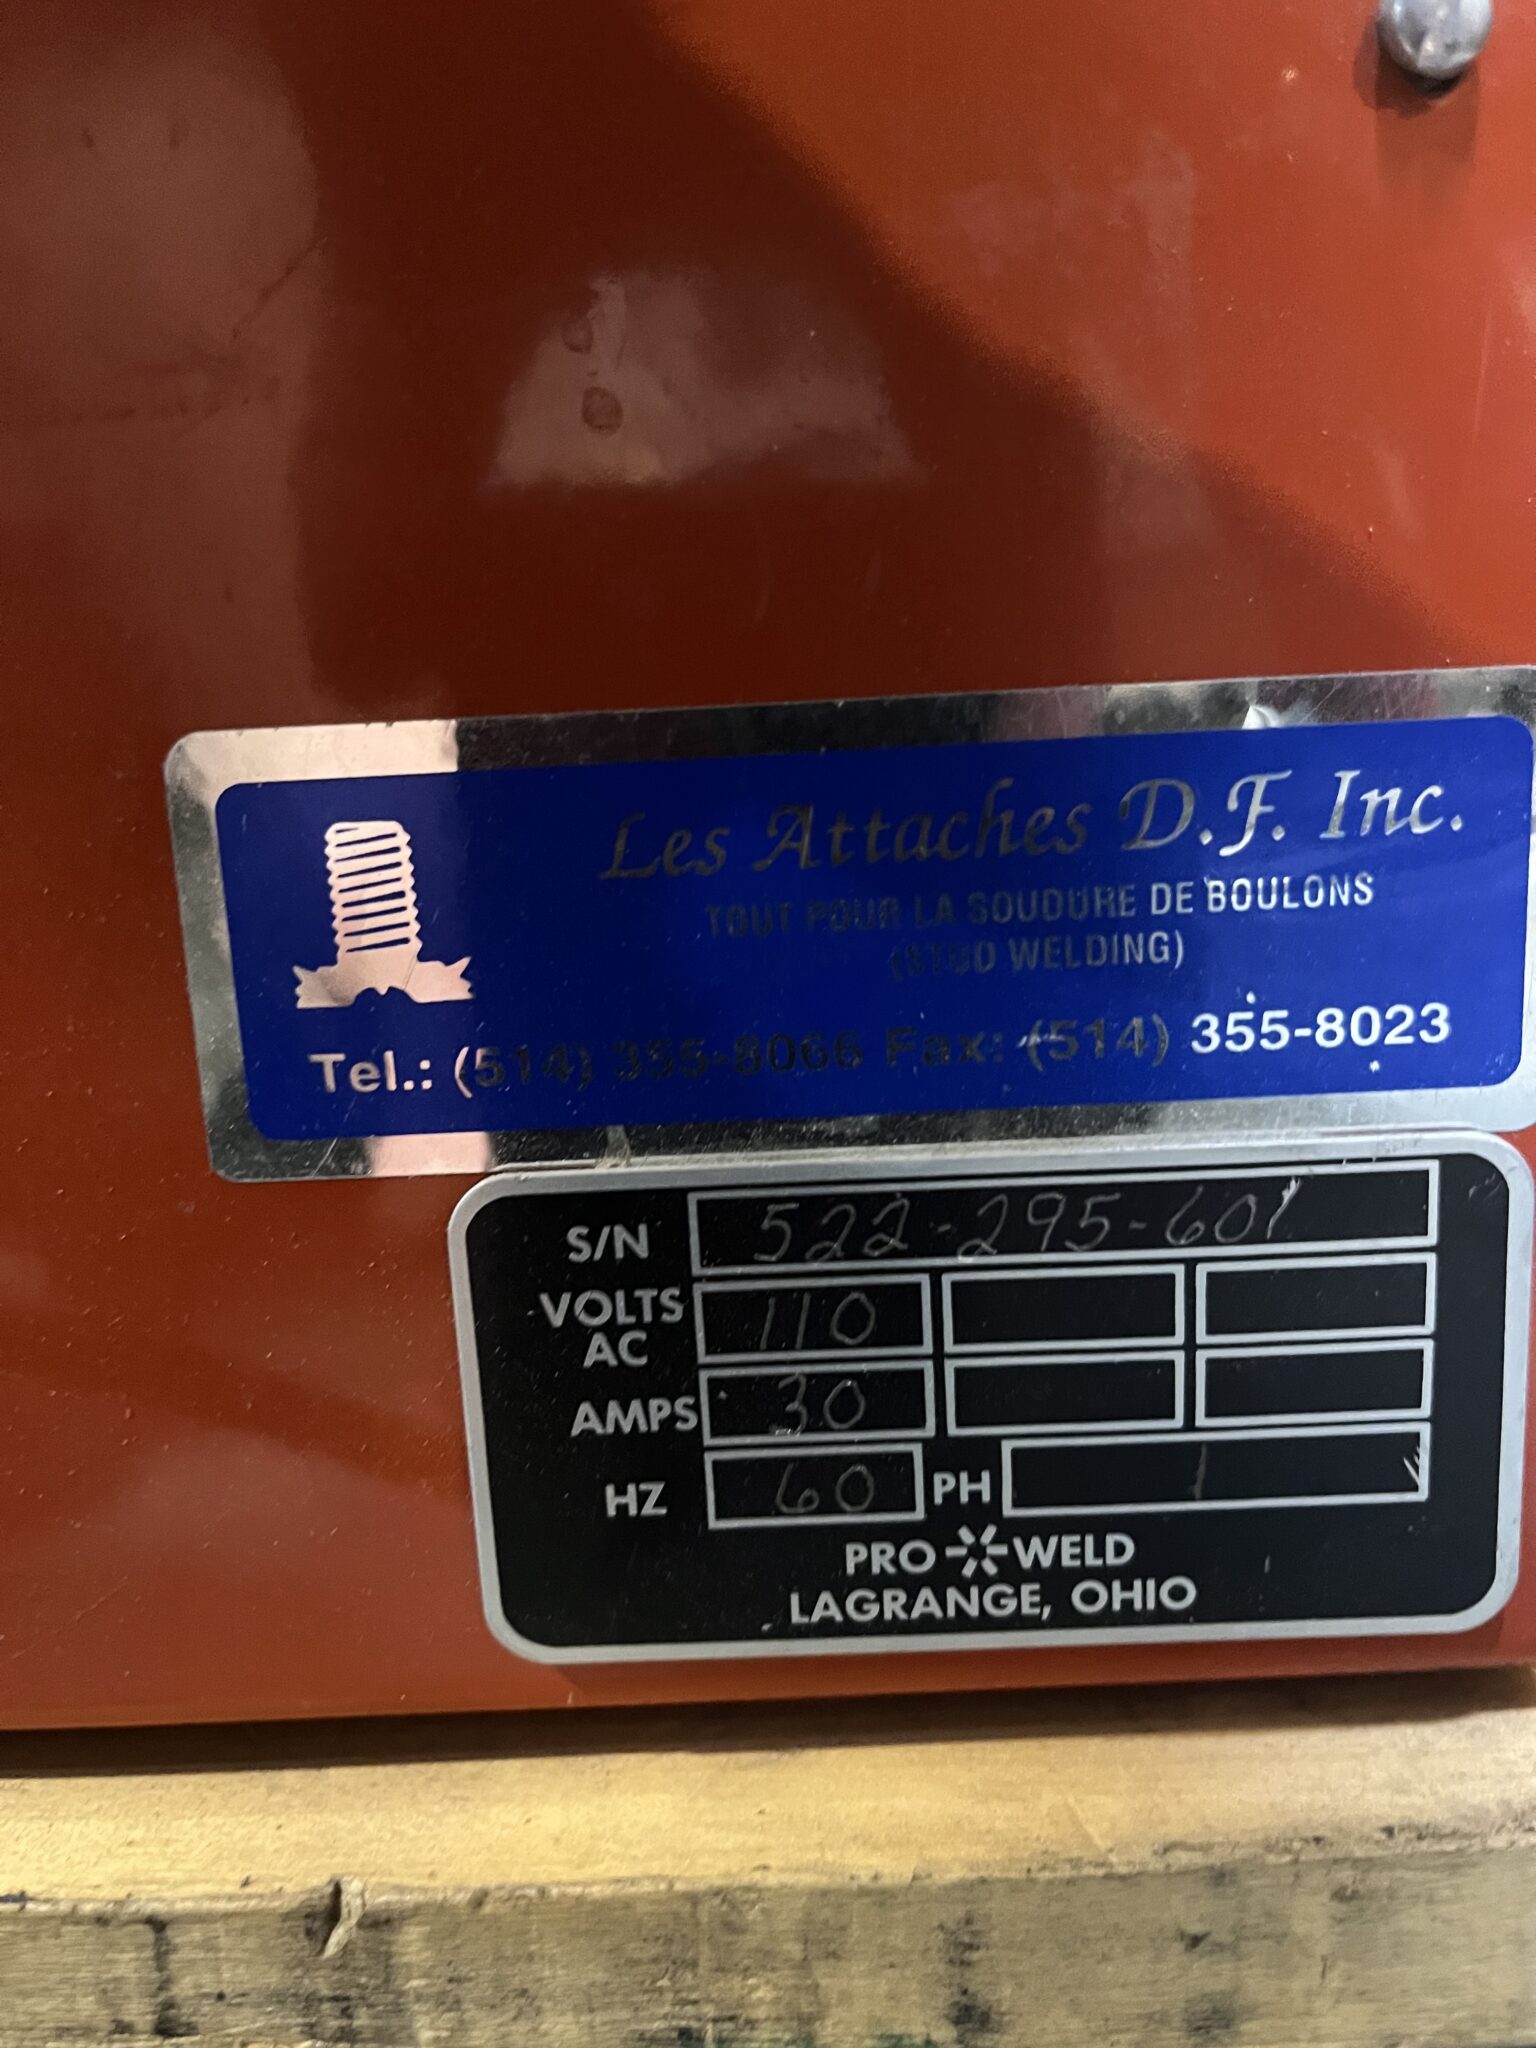 Les Attaches D.F. Inc.
TOUT POUR LA SOUDURE DE BOULONS
(STUD WELDING)
Tel.: (514) 355-8066 Fax: (514) 355-8023
S/N 522-295-601
VOLTS AC 110
AMPS 30
HZ 60 PH 1
PRO WELD
LAGRANGE, OHIO